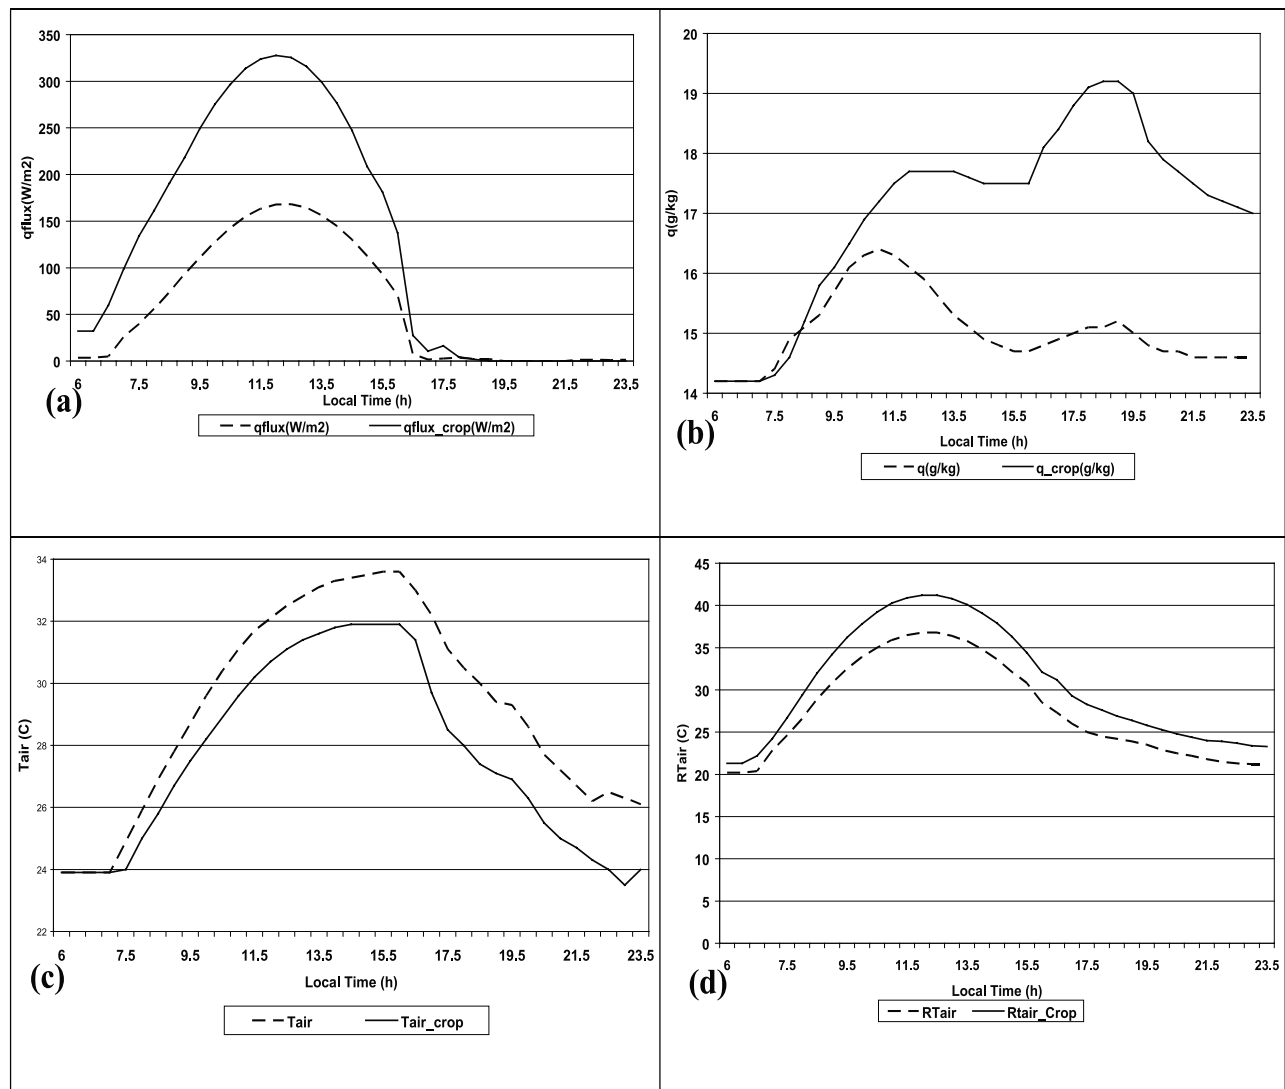 350
300
250
200
150
100
50
0
qflux(W/m2)
6 7.5 9.5 11.5 13.5 15.5 17.5 19.5 21.5 23.5
Local Time (h)
(a)
qflux(W/m2) qflux_crop(W/m2)
20
19
18
17
16
15
14
q(g/kg)
6 7.5 9.5 11.5 13.5 15.5 17.5 19.5 21.5 23.5
Local Time (h)
(b)
q(g/kg) q_crop(g/kg)
34
32
30
28
26
24
22
Tair (C)
6 7.5 9.5 11.5 13.5 15.5 17.5 19.5 21.5 23.5
Local Time (h)
(c)
Tair Tair_crop
45
40
35
30
25
20
15
10
5
0
RTair (C)
6 7.5 9.5 11.5 13.5 15.5 17.5 19.5 21.5 23.5
Local Time (h)
(d)
RTair Rtair_Crop